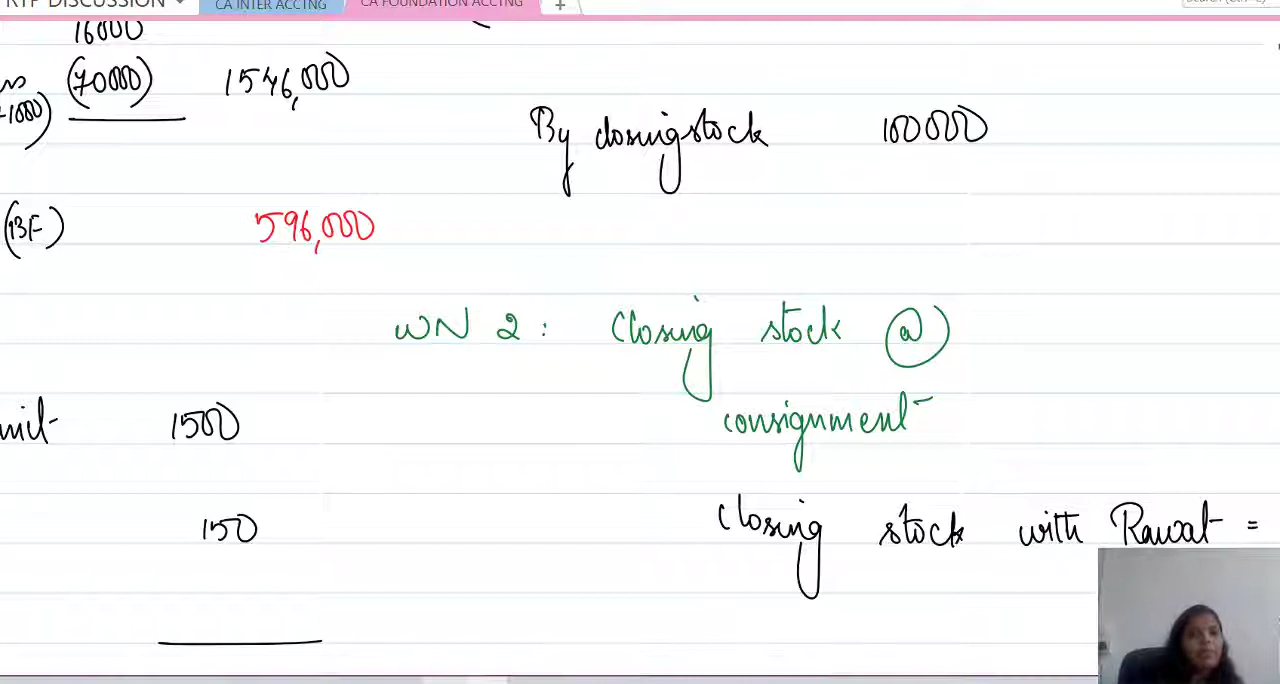 RTP DISCUSSION CA INTER ACCTNG CA FOUNDATION ACCTNG +
16000
(70000) 1546,000
By closing stock 100000
(BF) 596,000
WN 2 : Closing stock @
consignment
1500
150
Closing stock with Rawat =